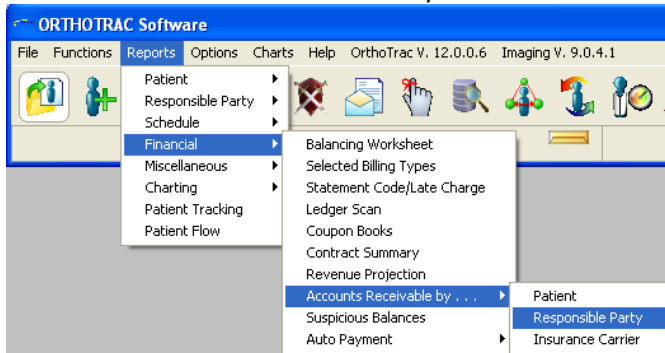 ORTHOTRAC Software
File Functions Reports Options Charts Help OrthoTrac V. 12.0.0.6 Imaging V. 9.0.4.1
Patient
Responsible Party
Schedule
Financial
Miscellaneous
Charting
Patient Tracking
Patient Flow
Balancing Worksheet
Selected Billing Types
Statement Code/Late Charge
Ledger Scan
Coupon Books
Contract Summary
Revenue Projection
Accounts Receivable by . . .
Suspicious Balances
Auto Payment
Patient
Responsible Party
Insurance Carrier